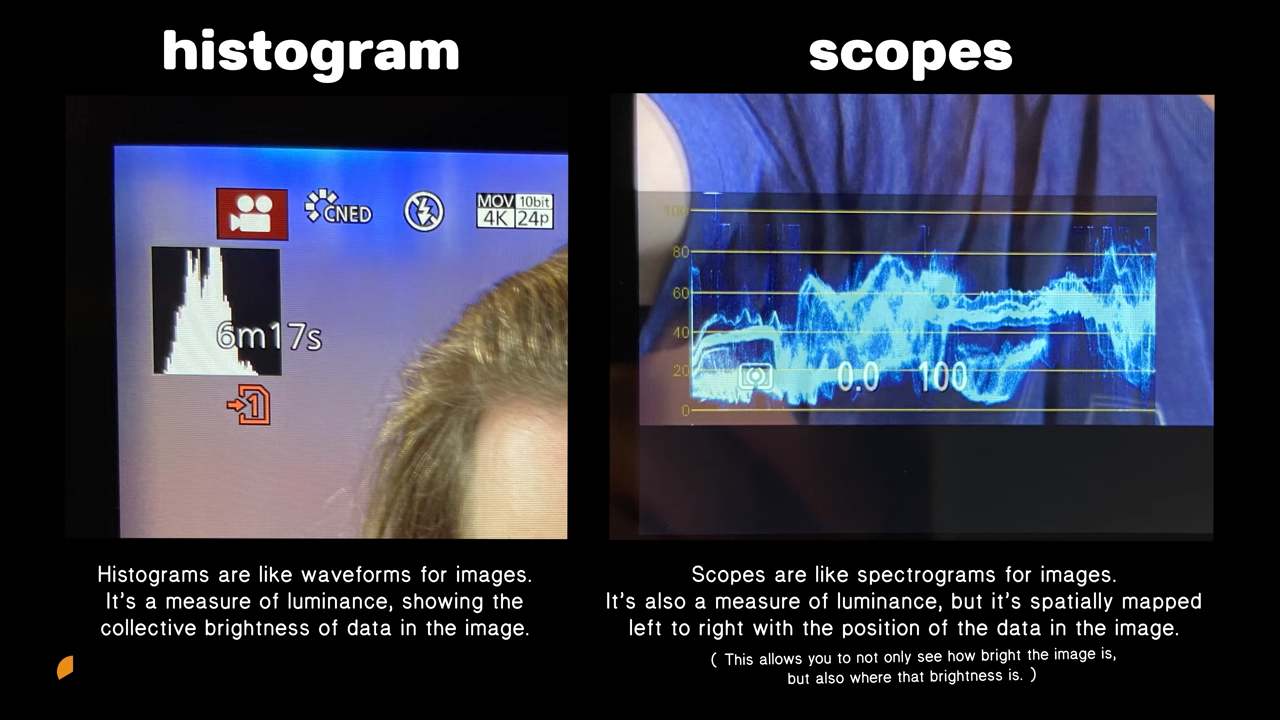 histogram
CNED
MOV 10bit
4K 24p
6m17s
1
Histograms are like waveforms for images.
It's a measure of luminance, showing the
collective brightness of data in the image.
scopes
100
80
60
40
20
0
0.0 100
Scopes are like spectrograms for images.
It's also a measure of luminance, but it's spatially mapped
left to right with the position of the data in the image.
( This allows you to not only see how bright the image is,
but also where that brightness is. )